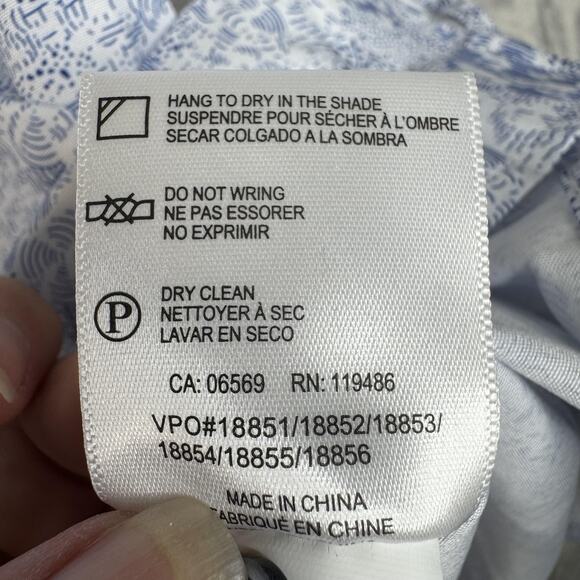 HANG TO DRY IN THE SHADE
SUSPENDRE POUR SÉCHER À L'OMBRE
SECAR COLGADO A LA SOMBRA
DO NOT WRING
NE PAS ESSORER
NO EXPRIMIR
P
DRY CLEAN
NETTOYER À SEC
LAVAR EN SECO
CA: 06569 RN: 119486
VPO#18851/18852/18853/
18854/18855/18856
MADE IN CHINA
FABRIQUÉ EN CHINE